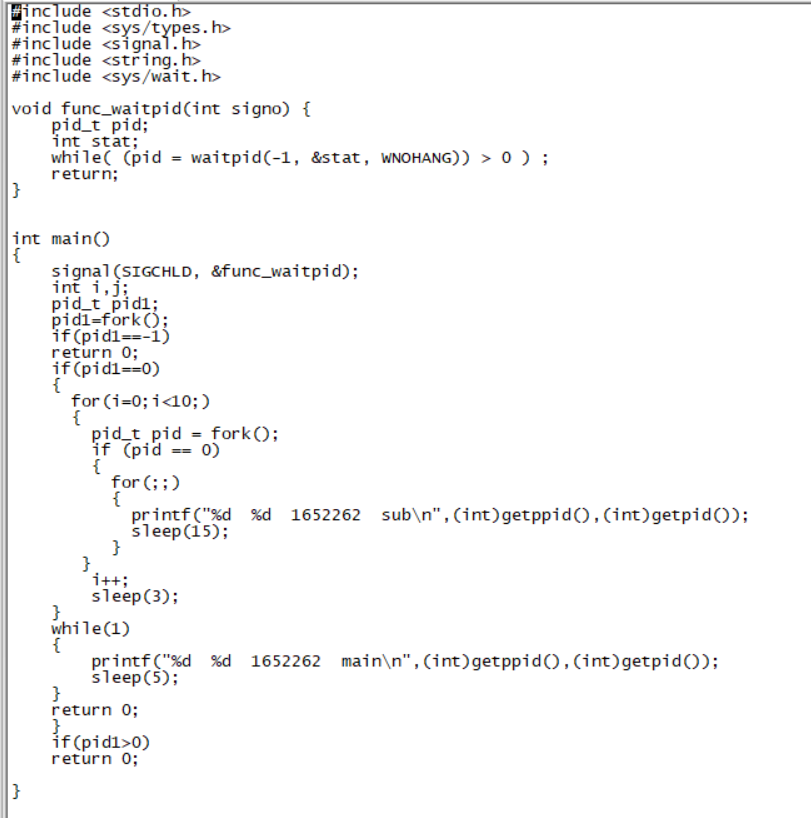 #include <stdio.h>
#include <sys/types.h>
#include <signal.h>
#include <string.h>
#include <sys/wait.h>

void func_waitpid(int signo) {
    pid_t pid;
    int stat;
    while( (pid = waitpid(-1, &stat, WNOHANG)) > 0 ) ;
    return;
}


int main()
{
    signal(SIGCHLD, &func_waitpid);
    int i,j;
    pid_t pid1;
    pid1=fork();
    if(pid1==-1)
    return 0;
    if(pid1==0)
    {
      for(i=0;i<10;)
      {
        pid_t pid = fork();
        if (pid == 0)
        {
          for(;;)
          {
            printf("%d  %d  1652262  sub\n",(int)getppid(),(int)getpid());
            sleep(15);
          }
       }
        i++;
        sleep(3);
    }
    while(1)
    {
        printf("%d  %d  1652262  main\n",(int)getppid(),(int)getpid());
        sleep(5);
    }
    return 0;
    }
    if(pid1>0)
    return 0;

}